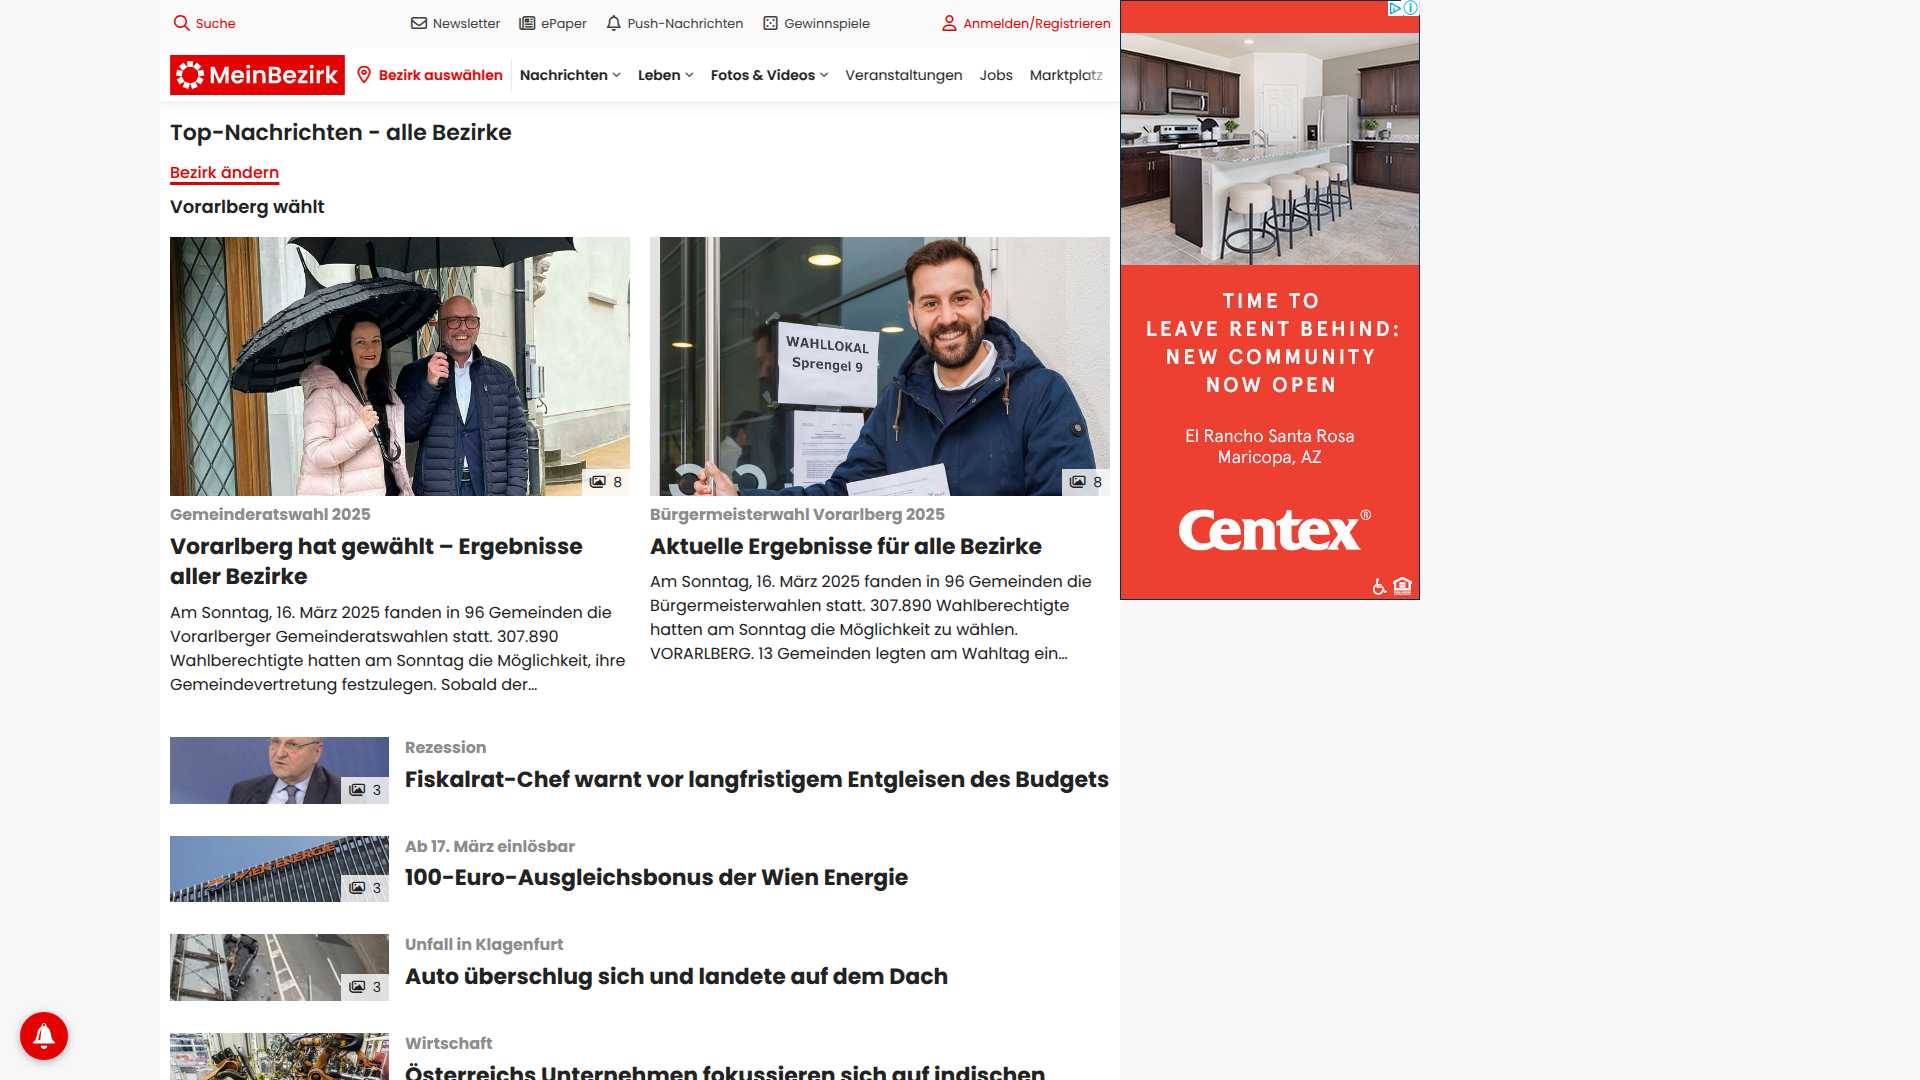 Suche
Newsletter
ePaper
Push-Nachrichten
Gewinnspiele
Anmelden/Registrieren
MeinBezirk
Bezirk auswählen
Nachrichten
Leben
Fotos & Videos
Veranstaltungen
Jobs
Marktplatz
Top-Nachrichten - alle Bezirke
Bezirk ändern
Vorarlberg wählt
8
WAHLLOKAL
Sprengel 9
8
Gemeinderatswahl 2025
Vorarlberg hat gewählt – Ergebnisse
aller Bezirke
Am Sonntag, 16. März 2025 fanden in 96 Gemeinden die
Vorarlberger Gemeinderatswahlen statt. 307.890
Wahlberechtigte hatten am Sonntag die Möglichkeit, ihre
Gemeindevertretung festzulegen. Sobald der...
Bürgermeisterwahl Vorarlberg 2025
Aktuelle Ergebnisse für alle Bezirke
Am Sonntag, 16. März 2025 fanden in 96 Gemeinden die
Bürgermeisterwahlen statt. 307.890 Wahlberechtigte
hatten am Sonntag die Möglichkeit zu wählen.
VORARLBERG. 13 Gemeinden legten am Wahltag ein...
3
Rezession
Fiskalrat-Chef warnt vor langfristigem Entgleisen des Budgets
WIEN ENERGIE
3
Ab 17. März einlösbar
100-Euro-Ausgleichsbonus der Wien Energie
3
Unfall in Klagenfurt
Auto überschlug sich und landete auf dem Dach
Wirtschaft
Österreichs Unternehmen fokussieren sich auf indischen
TIME TO
LEAVE RENT BEHIND:
NEW COMMUNITY
NOW OPEN
El Rancho Santa Rosa
Maricopa, AZ
Centex®